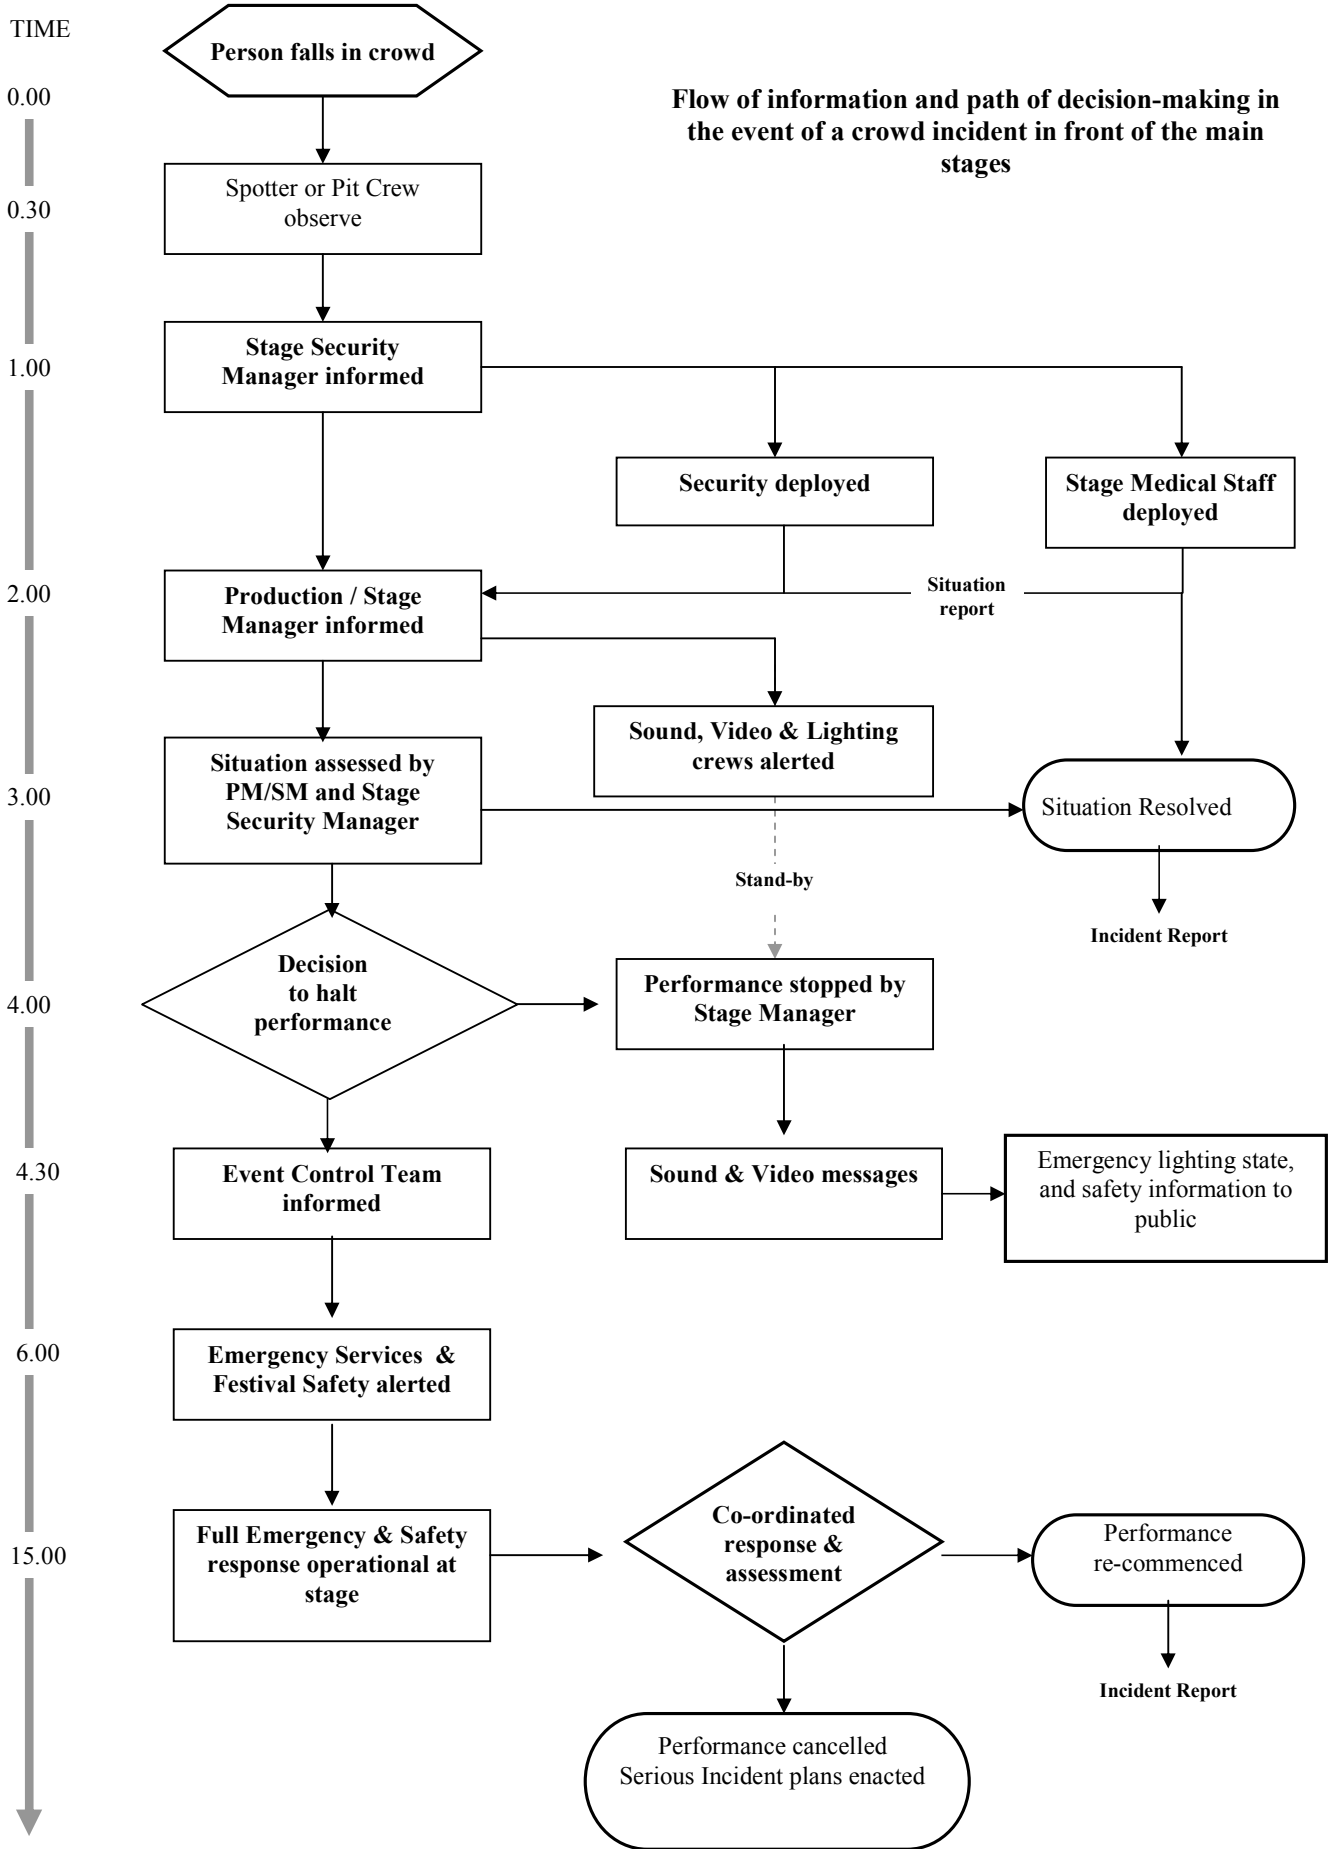 TIME
Person falls in crowd
0.00
Flow of information and path of decision-making in
the event of a crowd incident in front of the main
stages
Spotter or Pit Crew
observe
0.30
Stage Security
Manager informed
1.00
Security deployed
Stage Medical Staff
deployed
2.00
Production / Stage
Manager informed
Situation
report
Sound, Video & Lighting
crews alerted
Situation assessed by
PM/SM and Stage
Security Manager
3.00
Situation Resolved
Stand-by
Incident Report
Decision
to halt
performance
4.00
Performance stopped by
Stage Manager
4.30
Event Control Team
informed
Sound & Video messages
Emergency lighting state,
and safety information to
public
6.00
Emergency Services & 
Festival Safety alerted
15.00
Full Emergency & Safety
response operational at
stage
Co-ordinated
response &
assessment
Performance
re-commenced
Incident Report
Performance cancelled
Serious Incident plans enacted